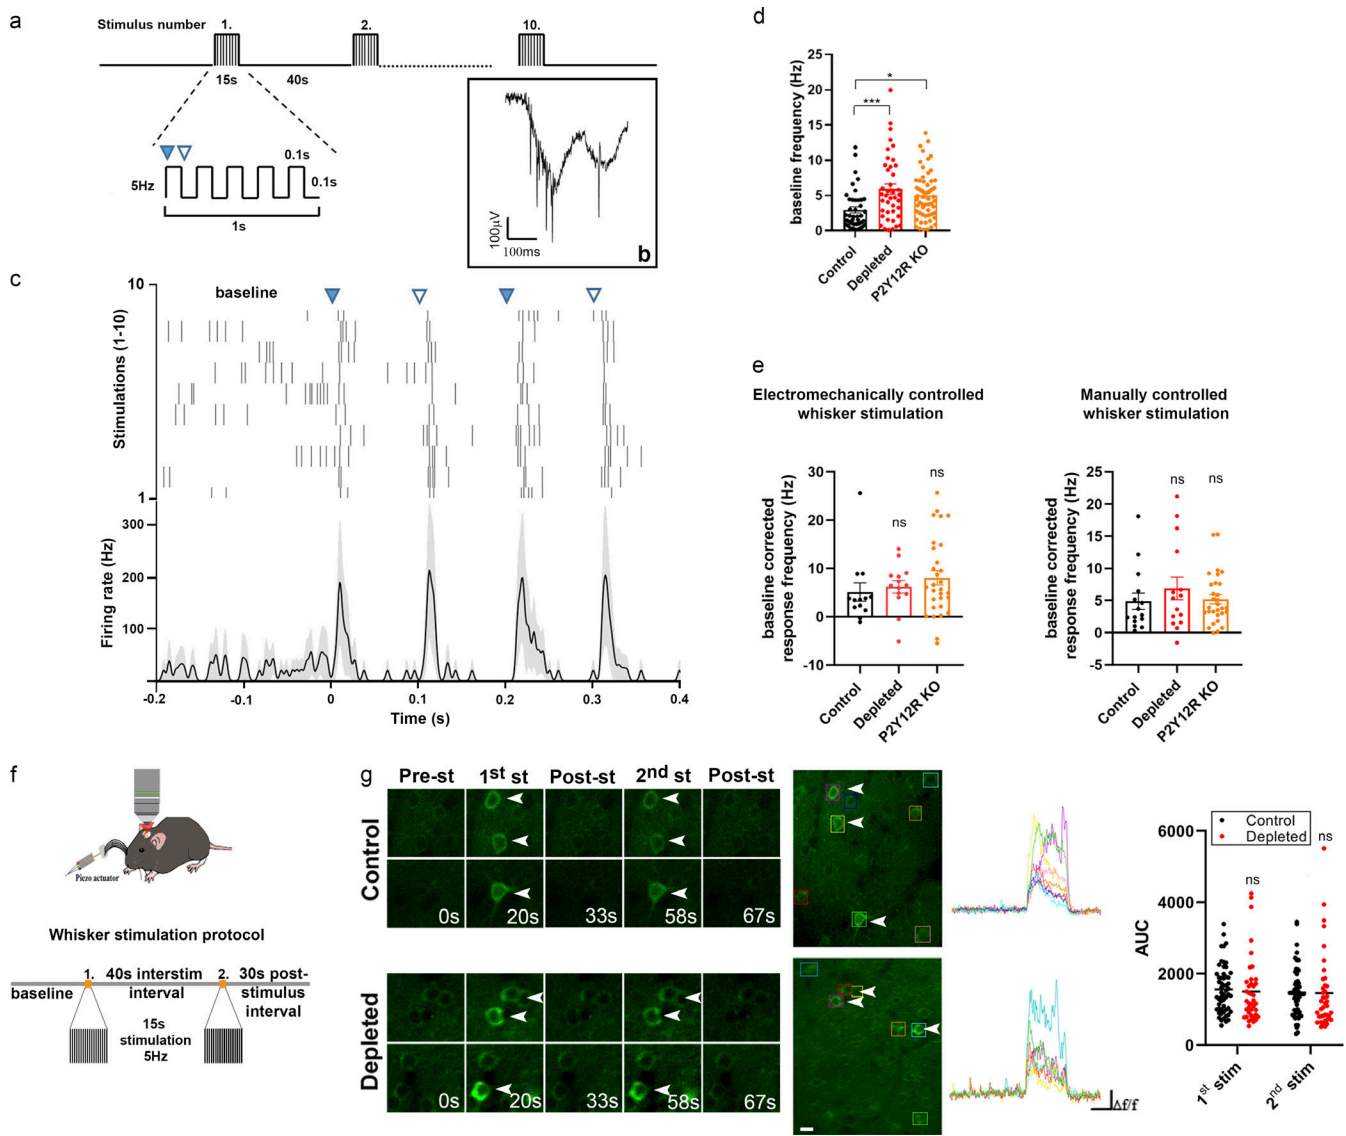 a
Stimulus number 1. 2. 10.
15s 40s
0.1s
5Hz 0.1s
1s
100µV
100ms
b
c
10 baseline
Stimulations (1-10)
1
Firing rate (Hz)
300
200
100
-0.2 -0.1 0 0.1 0.2 0.3 0.4
Time (s)
d
baseline frequency (Hz)
25
20
15
10
5
0
*
***
Control Depleted P2Y12R KO
e
Electromechanically controlled
whisker stimulation
baseline corrected
response frequency (Hz)
30
20
10
0
-10
ns ns
Control Depleted P2Y12R KO
Manually controlled
whisker stimulation
baseline corrected
response frequency (Hz)
25
20
15
10
5
0
-5
ns ns
Control Depleted P2Y12R KO
f
Piezo actuator
Whisker stimulation protocol
1. 40s interstim 2. 30s post-
baseline interval stimulus
interval
15s
stimulation
5Hz
g
Pre-st 1st st Post-st 2nd st Post-st
Control
0s 20s 33s 58s 67s
Depleted
0s 20s 33s 58s 67s
Δf/f
AUC
6000
4000
2000
0
Control
Depleted
ns ns
1st stim 2nd stim